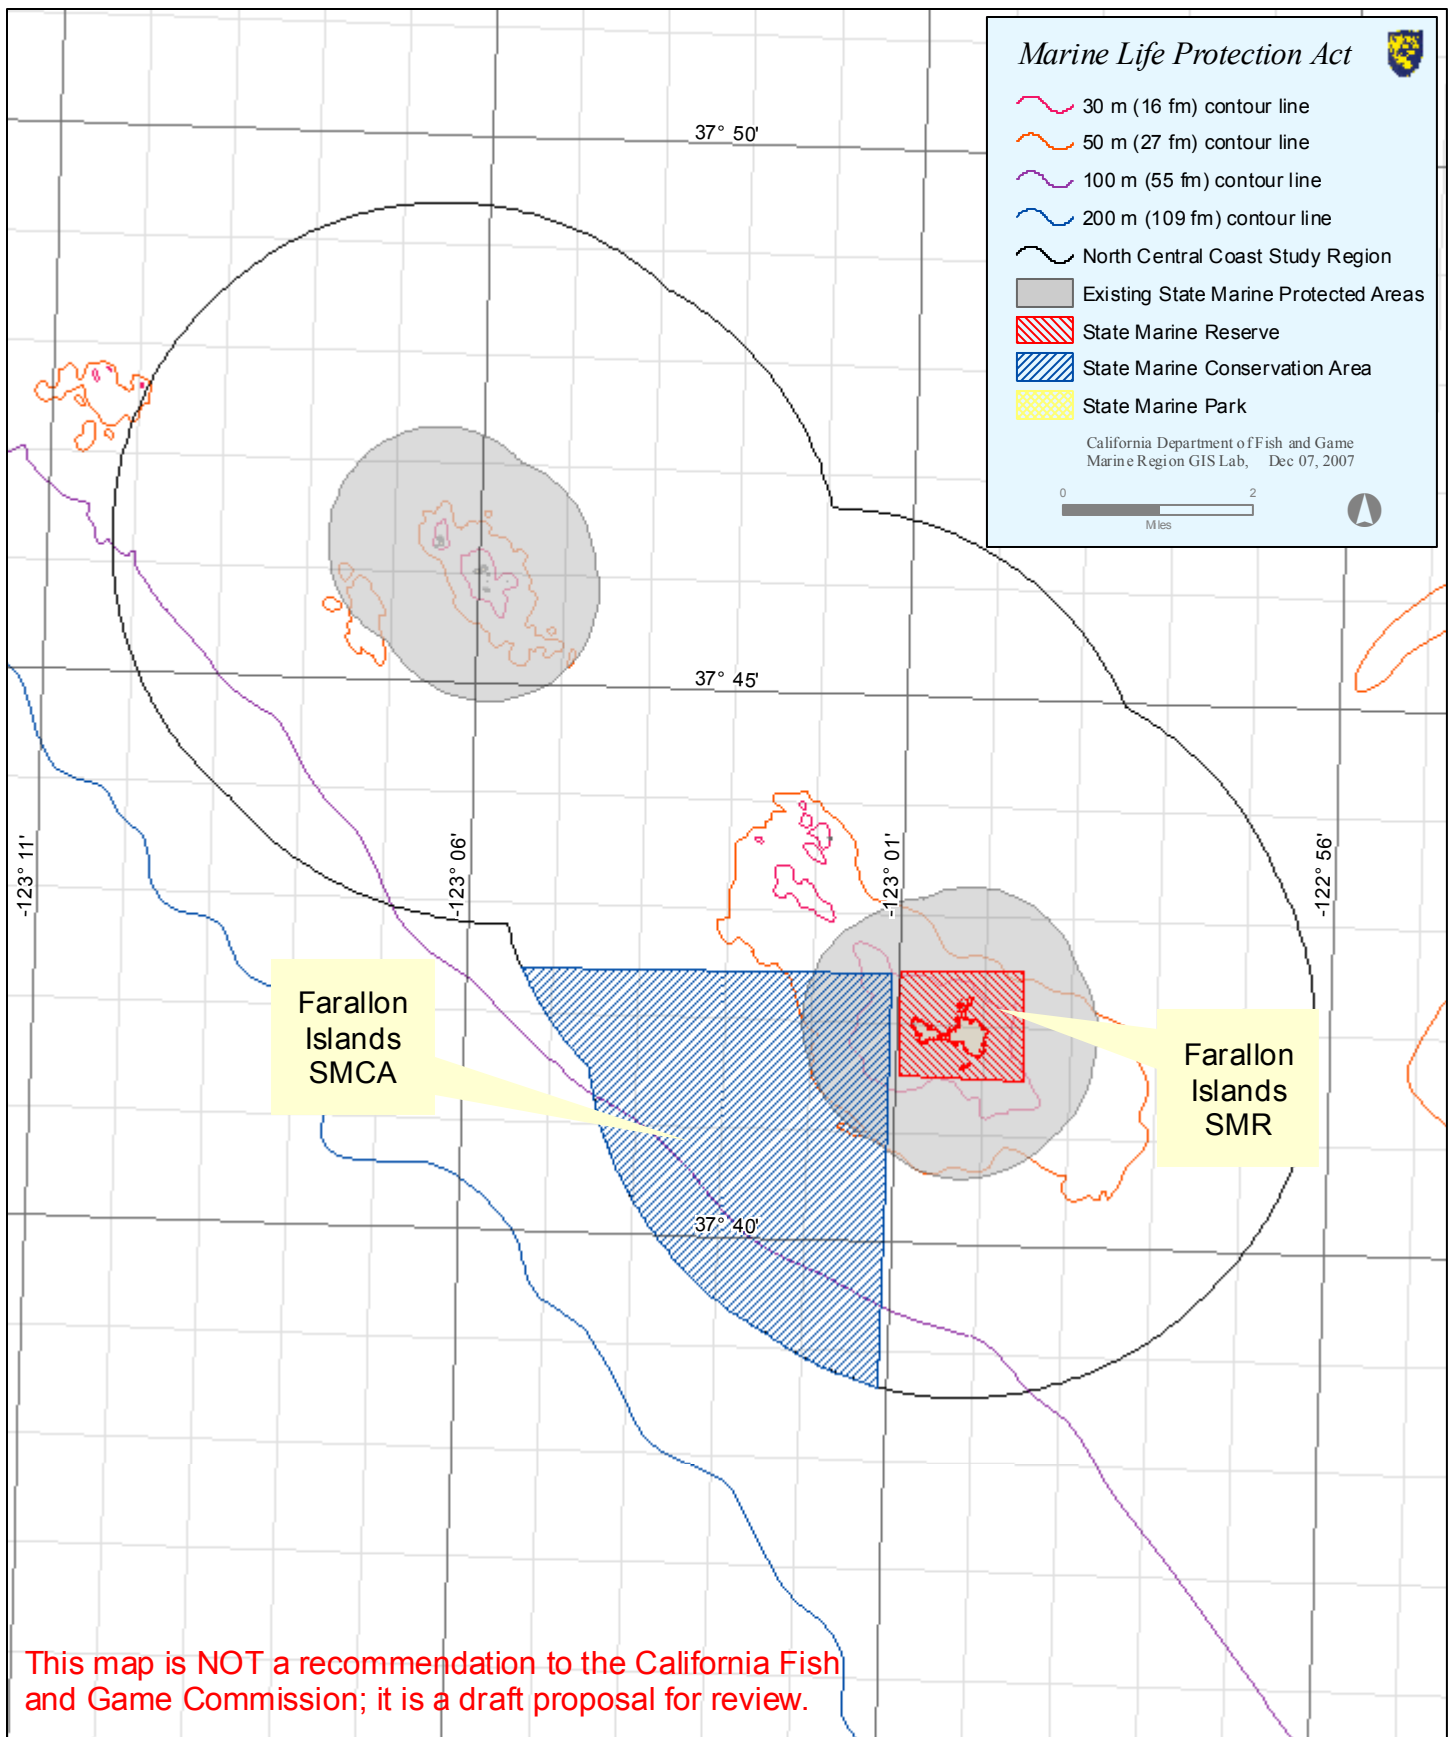 Marine Life Protection Act
30 m (16 fm) contour line
50 m (27 fm) contour line
100 m (55 fm) contour line
200 m (109 fm) contour line
North Central Coast Study Region
Existing State Marine Protected Areas
State Marine Reserve
State Marine Conservation Area
State Marine Park
California Department of Fish and Game
Marine Region GIS Lab, Dec 07, 2007
0 2
Miles
37° 50'
37° 45'
-123° 11'
-123° 06'
-123° 01'
-122° 56'
Farallon
Islands
SMCA
Farallon
Islands
SMR
37° 40'
This map is NOT a recommendation to the California Fish
and Game Commission; it is a draft proposal for review.